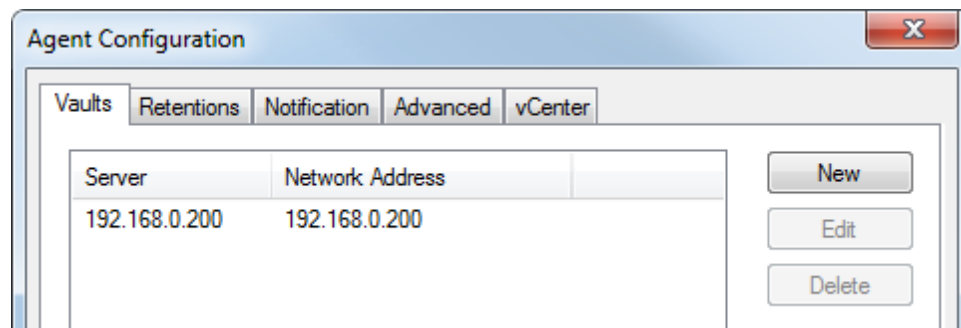 Agent Configuration
Vaults Retentions Notification Advanced vCenter
Server Network Address
192.168.0.200 192.168.0.200
New
Edit
Delete